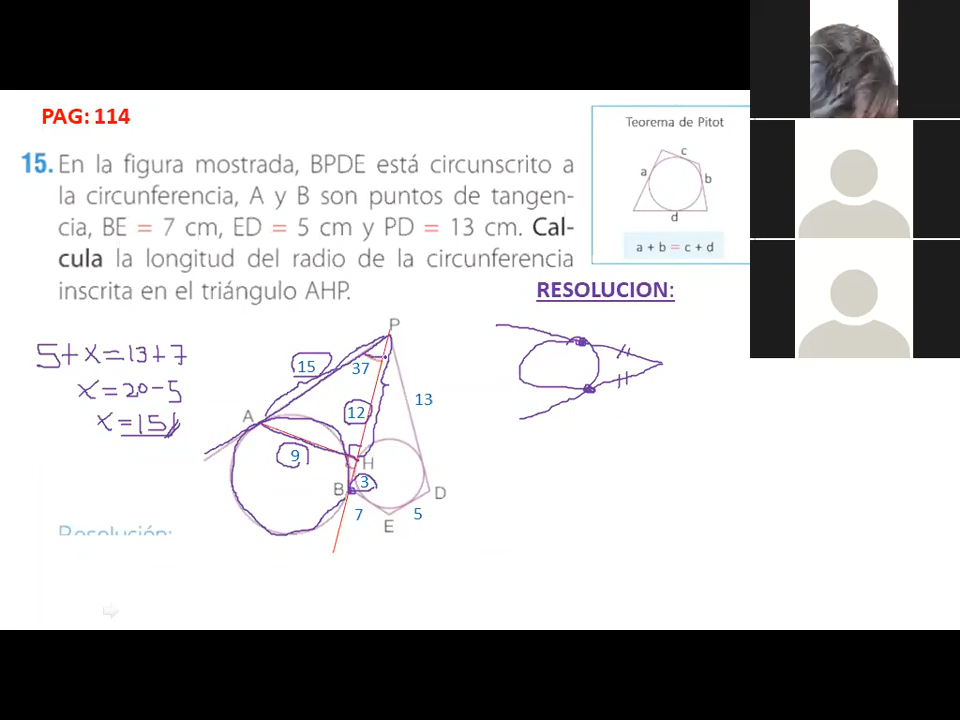 PAG: 114
15. En la figura mostrada, BPDE está circunscrito a
la circunferencia, A y B son puntos de tangen-
cia, BE = 7 cm, ED = 5 cm y PD = 13 cm. Cal-
cula la longitud del radio de la circunferencia
inscrita en el triángulo AHP.
Teorema de Pitot
c
a
b
d
a + b = c + d
RESOLUCION:
5+x=13+7
x=20-5
x=15
P
15
37
13
12
A
9
H
3
B
D
7
5
E
Resolución: